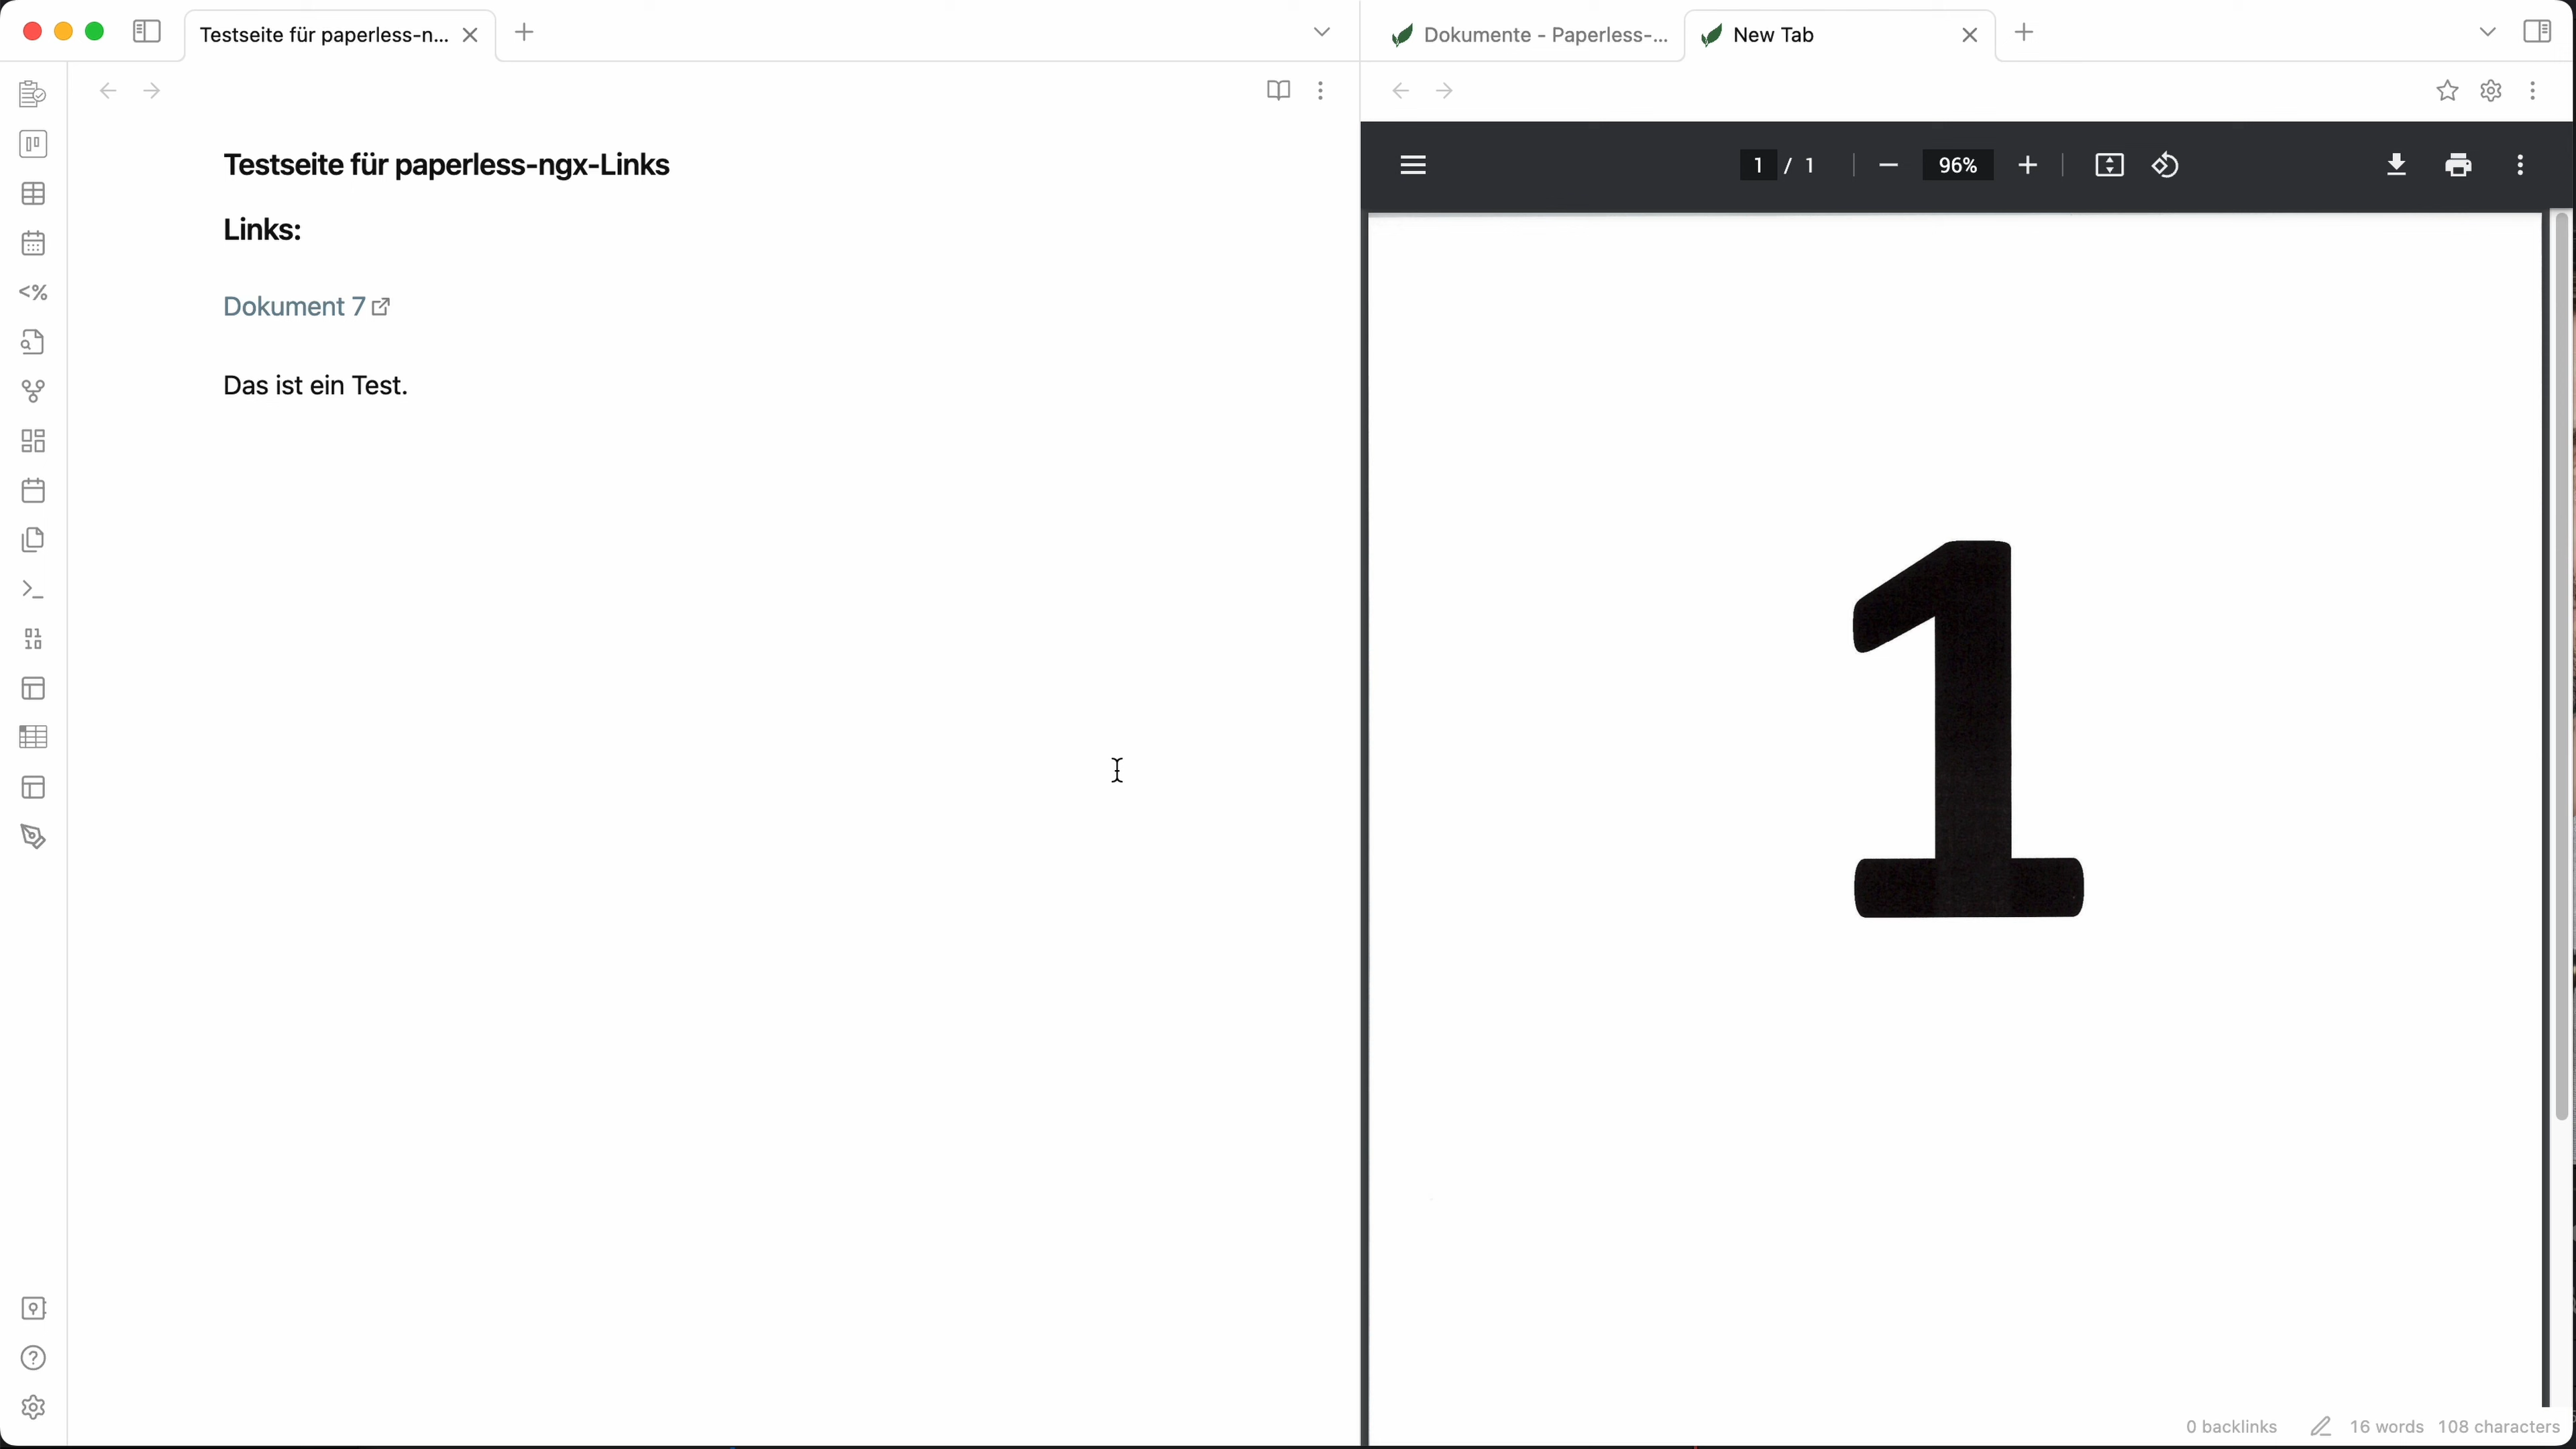 Testseite für paperless-n...
Dokumente - Paperless-...
New Tab
Testseite für paperless-ngx-Links
Links:
Dokument 7
Das ist ein Test.
1 / 1
96%
1
0 backlinks
16 words
108 characters